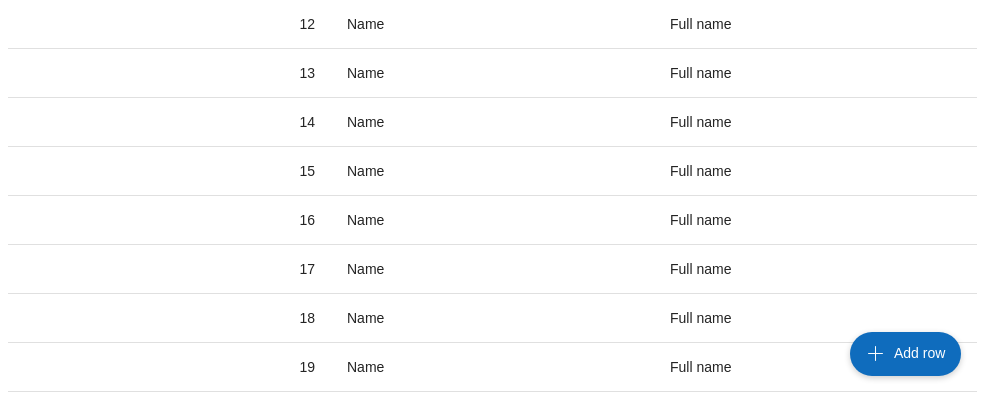 12 Name Full name
13 Name Full name
14 Name Full name
15 Name Full name
16 Name Full name
17 Name Full name
18 Name Full name
19 Name Full name
Add row